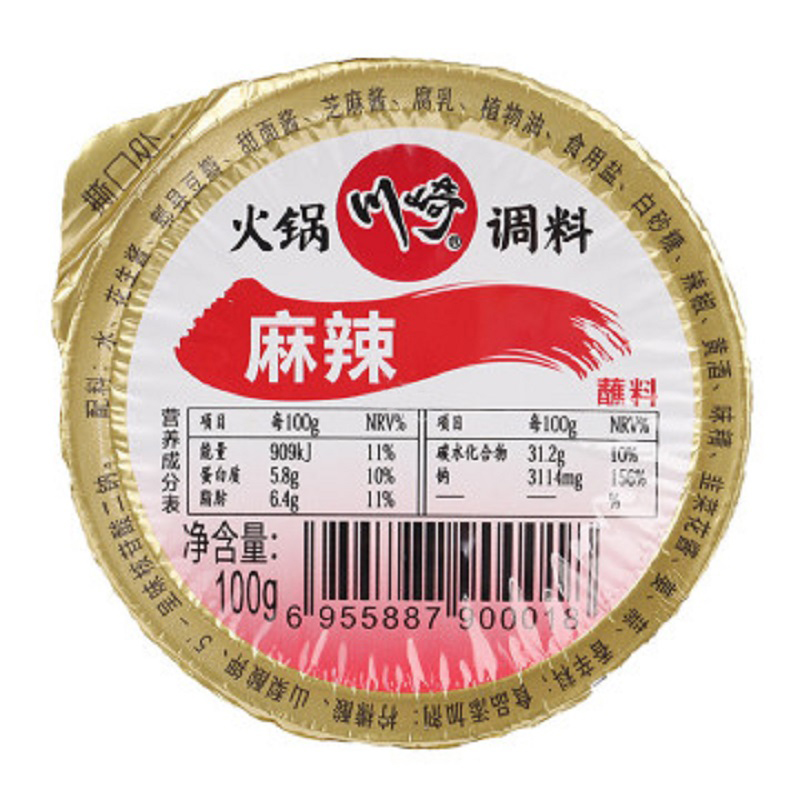 撕口处
配料：水、花生酱、郫县豆瓣、甜面酱、芝麻酱、腐乳、植物油、食用盐、白砂糖、辣椒、黄酒、味精、韭菜花酱、姜、蒜、香辛料；食品添加剂：柠檬酸、山梨酸钾、5'-呈味核苷酸二钠。
火锅 川崎® 调料
麻辣
蘸料
营养成分表
项目 每100g NRV% 项目 每100g NRV%
能量 909kJ 11% 碳水化合物 31.2g 10%
蛋白质 5.8g 10% 钠 3114mg 156%
脂肪 6.4g 11% — — %
净含量：
100g
6 955887 900018